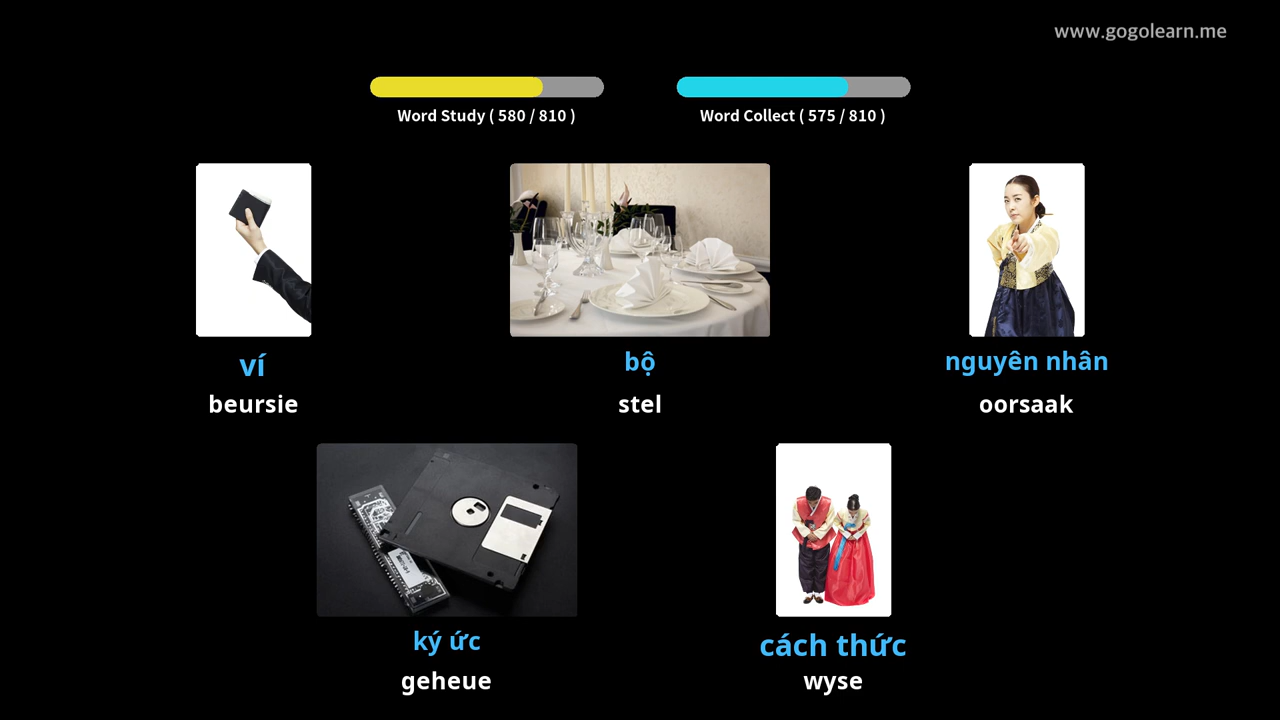 www.gogolearn.me
Word Study ( 580 / 810 )
Word Collect ( 575 / 810 )
ví
beursie
bộ
stel
nguyên nhân
oorsaak
ký ức
geheue
cách thức
wyse